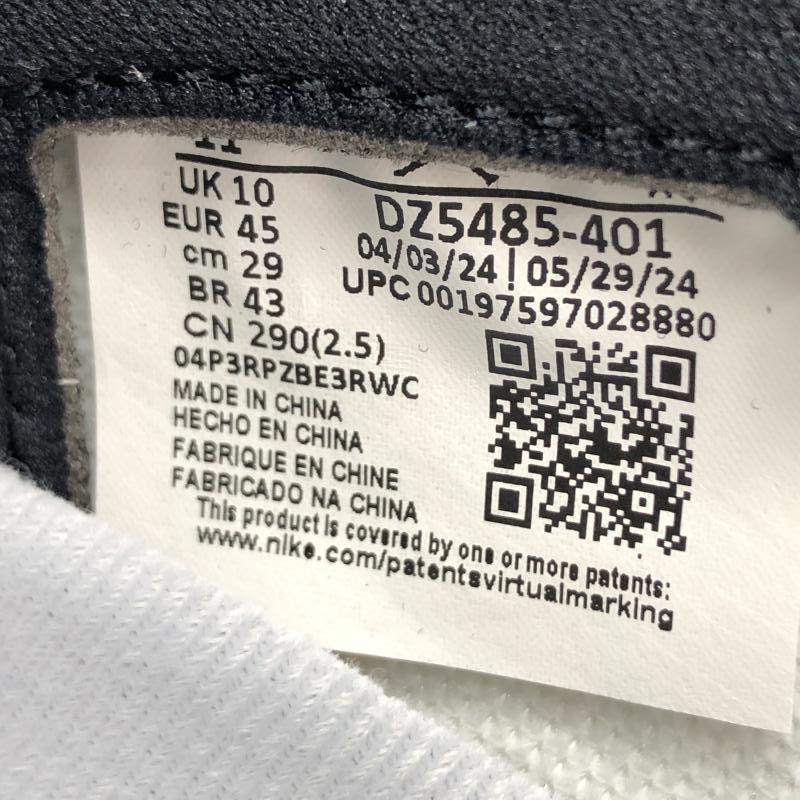 UK 10
EUR 45
cm 29
BR 43
CN 290(2.5)
04P3RPZBE3RWC
MADE IN CHINA
HECHO EN CHINA
FABRIQUE EN CHINE
FABRICADO NA CHINA
DZ5485-401
04/03/24 | 05/29/24
UPC 00197597028880
This product is covered by one or more patents:
www.nike.com/patentsvirtualmarking